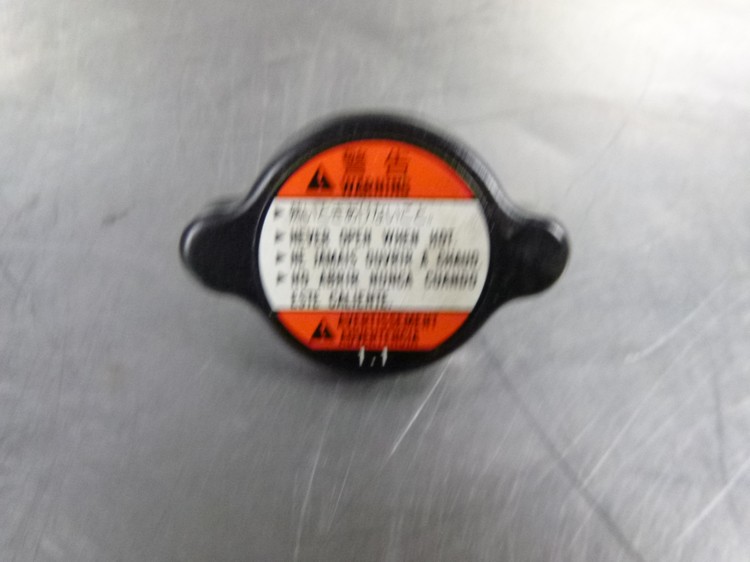 警告
WARNING
NEVER OPEN WHEN HOT
NE JAMAIS OUVRIR A CHAUD
NO ABRIR NUNCA CUANDO
ESTE CALIENTE.
AVERTISSEMENT
ADVERTENCIA
1.1